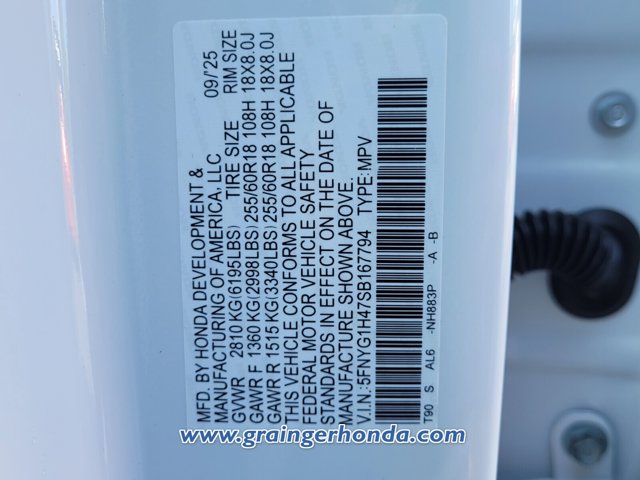 MFD. BY HONDA DEVELOPMENT &
MANUFACTURING OF AMERICA, LLC 09/'25
GVWR 2810 KG(6195LBS) TIRE SIZE RIM SIZE
GAWR F 1360 KG(2998LBS) 255/60R18 108H 18X8.0J
GAWR R 1515 KG(3340LBS) 255/60R18 108H 18X8.0J
THIS VEHICLE CONFORMS TO ALL APPLICABLE
FEDERAL MOTOR VEHICLE SAFETY
STANDARDS IN EFFECT ON THE DATE OF
MANUFACTURE SHOWN ABOVE.
V.I.N.:5FNYG1H47SB167794 TYPE:MPV
T90 S AL6 -NH883P -A -B
www.graingerhonda.com